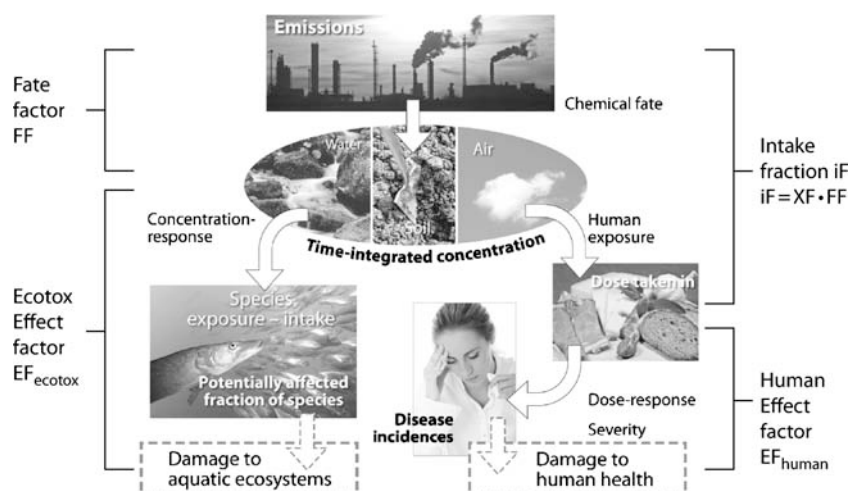 Emissions
Fate
factor
FF
Chemical fate
Water
Soil
Air
Intake
fraction iF
iF = XF • FF
Concentration-
response
Time-integrated concentration
Human
exposure
Ecotox
Effect
factor
EFecotox
Species,
exposure – intake
Potentially affected
fraction of species
Dose taken in
Disease
incidences
Dose-response
Severity
Human
Effect
factor
EFhuman
Damage to
aquatic ecosystems
Damage to
human health